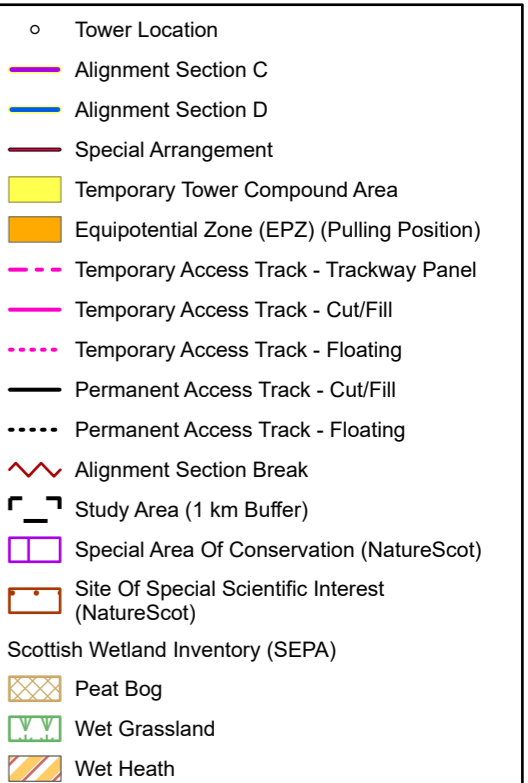 Tower Location
Alignment Section C
Alignment Section D
Special Arrangement
Temporary Tower Compound Area
Equipotential Zone (EPZ) (Pulling Position)
Temporary Access Track - Trackway Panel
Temporary Access Track - Cut/Fill
Temporary Access Track - Floating
Permanent Access Track - Cut/Fill
Permanent Access Track - Floating
Alignment Section Break
Study Area (1 km Buffer)
Special Area Of Conservation (NatureScot)
Site Of Special Scientific Interest
(NatureScot)
Scottish Wetland Inventory (SEPA)
Peat Bog
Wet Grassland
Wet Heath